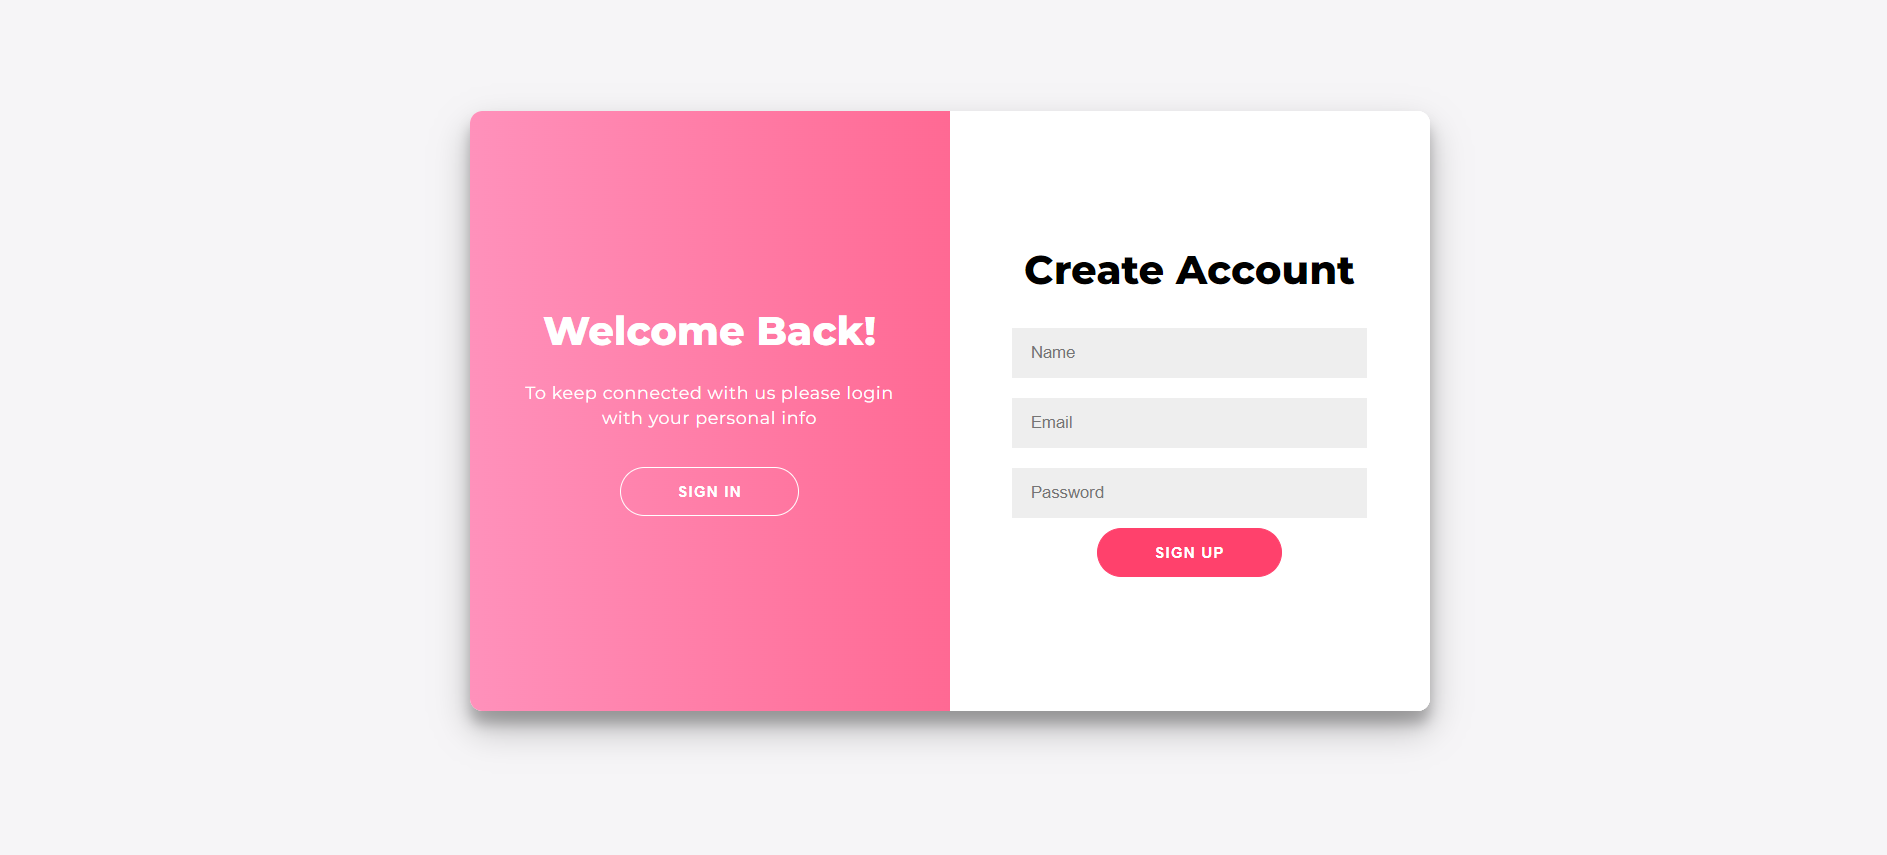 Welcome Back!
To keep connected with us please login
with your personal info
SIGN IN
Create Account
Name
Email
Password
SIGN UP